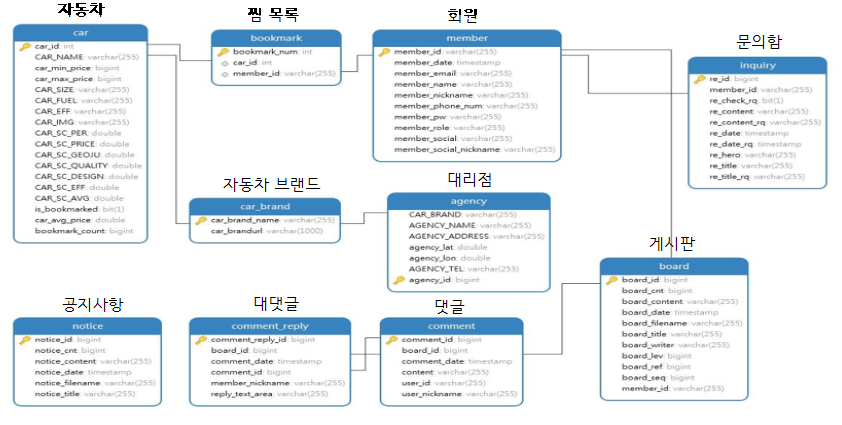 자동차
car
car_id: int
CAR_NAME: varchar(255)
car_min_price: bigint
car_max_price: bigint
CAR_SIZE: varchar(255)
CAR_FUEL: varchar(255)
CAR_EFF: varchar(255)
CAR_IMG: varchar(255)
CAR_SC_PER: double
CAR_SC_PRICE: double
CAR_SC_GEOJU: double
CAR_SC_QUALITY: double
CAR_SC_DESIGN: double
CAR_SC_EFF: double
CAR_SC_AVG: double
is_bookmarked: bit(1)
car_avg_price: double
bookmark_count: bigint
찜 목록
bookmark
bookmark_num: int
car_id: int
member_id: varchar(255)
회원
member
member_id: varchar(255)
member_date: timestamp
member_email: varchar(255)
member_name: varchar(255)
member_nickname: varchar(255)
member_phone_num: varchar(255)
member_pw: varchar(255)
member_role: varchar(255)
member_social: varchar(255)
member_social_nickname: varchar(255)
문의함
inquiry
re_id: bigint
member_id: varchar(255)
re_check_rq: bit(1)
re_content: varchar(255)
re_content_rq: varchar(255)
re_date: timestamp
re_date_rq: timestamp
re_hero: varchar(255)
re_title: varchar(255)
re_title_rq: varchar(255)
자동차 브랜드
car_brand
car_brand_name: varchar(255)
car_brandurl: varchar(1000)
대리점
agency
CAR_BRAND: varchar(255)
AGENCY_NAME: varchar(255)
AGENCY_ADDRESS: varchar(255)
agency_lat: double
agency_lon: double
AGENCY_TEL: varchar(255)
agency_id: bigint
게시판
board
board_id: bigint
board_cnt: bigint
board_content: varchar(255)
board_date: timestamp
board_filename: varchar(255)
board_title: varchar(255)
board_writer: varchar(255)
board_lev: bigint
board_ref: bigint
board_seq: bigint
member_id: varchar(255)
공지사항
notice
notice_id: bigint
notice_cnt: bigint
notice_content: varchar(255)
notice_date: timestamp
notice_filename: varchar(255)
notice_title: varchar(255)
대댓글
comment_reply
comment_reply_id: bigint
board_id: bigint
comment_date: timestamp
comment_id: bigint
member_nickname: varchar(255)
reply_text_area: varchar(255)
댓글
comment
comment_id: bigint
board_id: bigint
comment_date: timestamp
content: varchar(255)
user_id: varchar(255)
user_nickname: varchar(255)